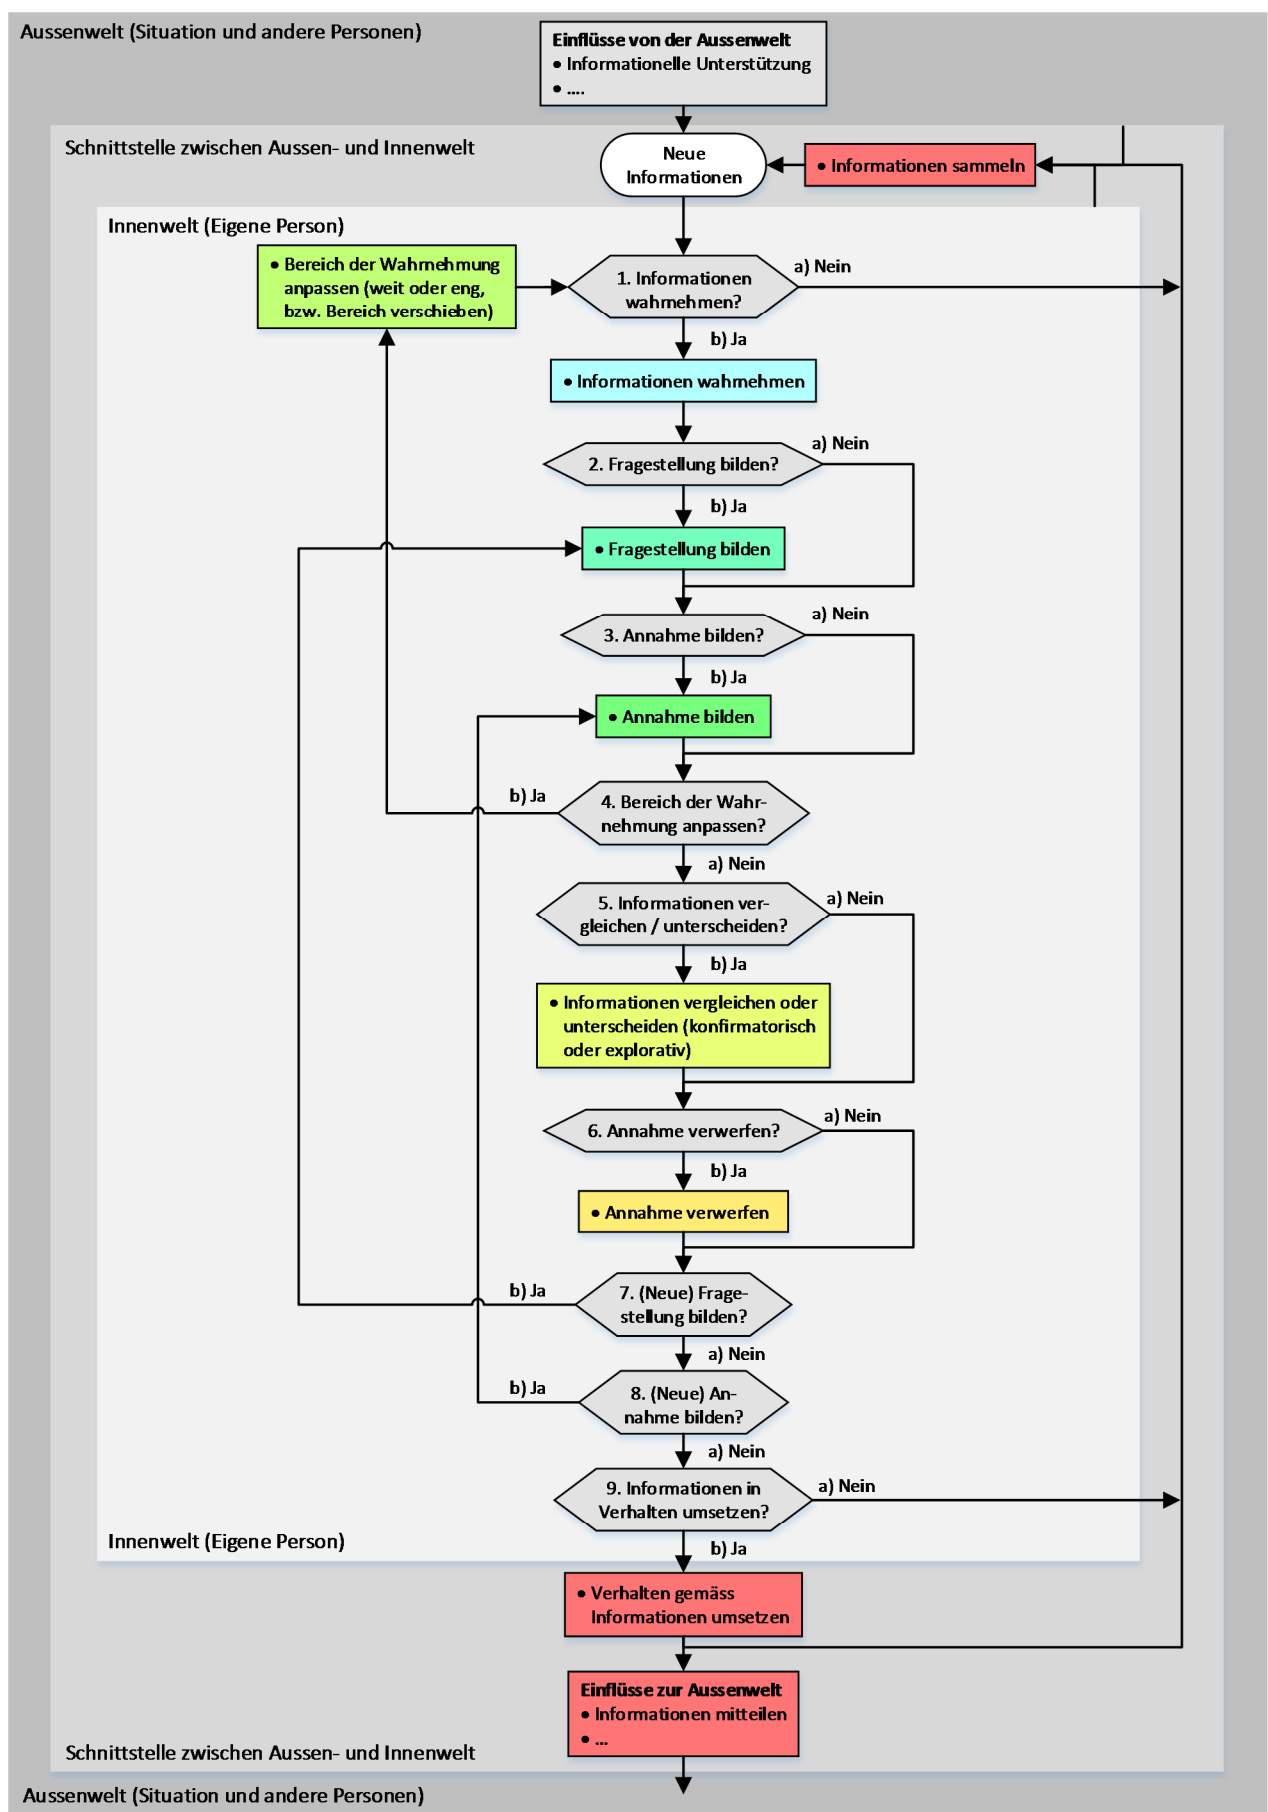 Aussenwelt (Situation und andere Personen)
Einflüsse von der Aussenwelt
• Informationelle Unterstützung
• ....
Schnittstelle zwischen Aussen- und Innenwelt
Neue
Informationen
• Informationen sammeln
Innenwelt (Eigene Person)
• Bereich der Wahrnehmung
anpassen (weit oder eng,
bzw. Bereich verschieben)
1. Informationen
wahrnehmen?
a) Nein
b) Ja
• Informationen wahrnehmen
a) Nein
2. Fragestellung bilden?
b) Ja
• Fragestellung bilden
a) Nein
3. Annahme bilden?
b) Ja
• Annahme bilden
b) Ja
4. Bereich der Wahr-
nehmung anpassen?
a) Nein
5. Informationen ver-
gleichen / unterscheiden?
a) Nein
b) Ja
• Informationen vergleichen oder
unterscheiden (konfirmatorisch
oder explorativ)
a) Nein
6. Annahme verwerfen?
b) Ja
• Annahme verwerfen
b) Ja
7. (Neue) Frage-
stellung bilden?
a) Nein
b) Ja
8. (Neue) An-
nahme bilden?
a) Nein
9. Informationen in
Verhalten umsetzen?
a) Nein
Innenwelt (Eigene Person)
b) Ja
• Verhalten gemäss
Informationen umsetzen
Einflüsse zur Aussenwelt
• Informationen mitteilen
• ...
Schnittstelle zwischen Aussen- und Innenwelt
Aussenwelt (Situation und andere Personen)